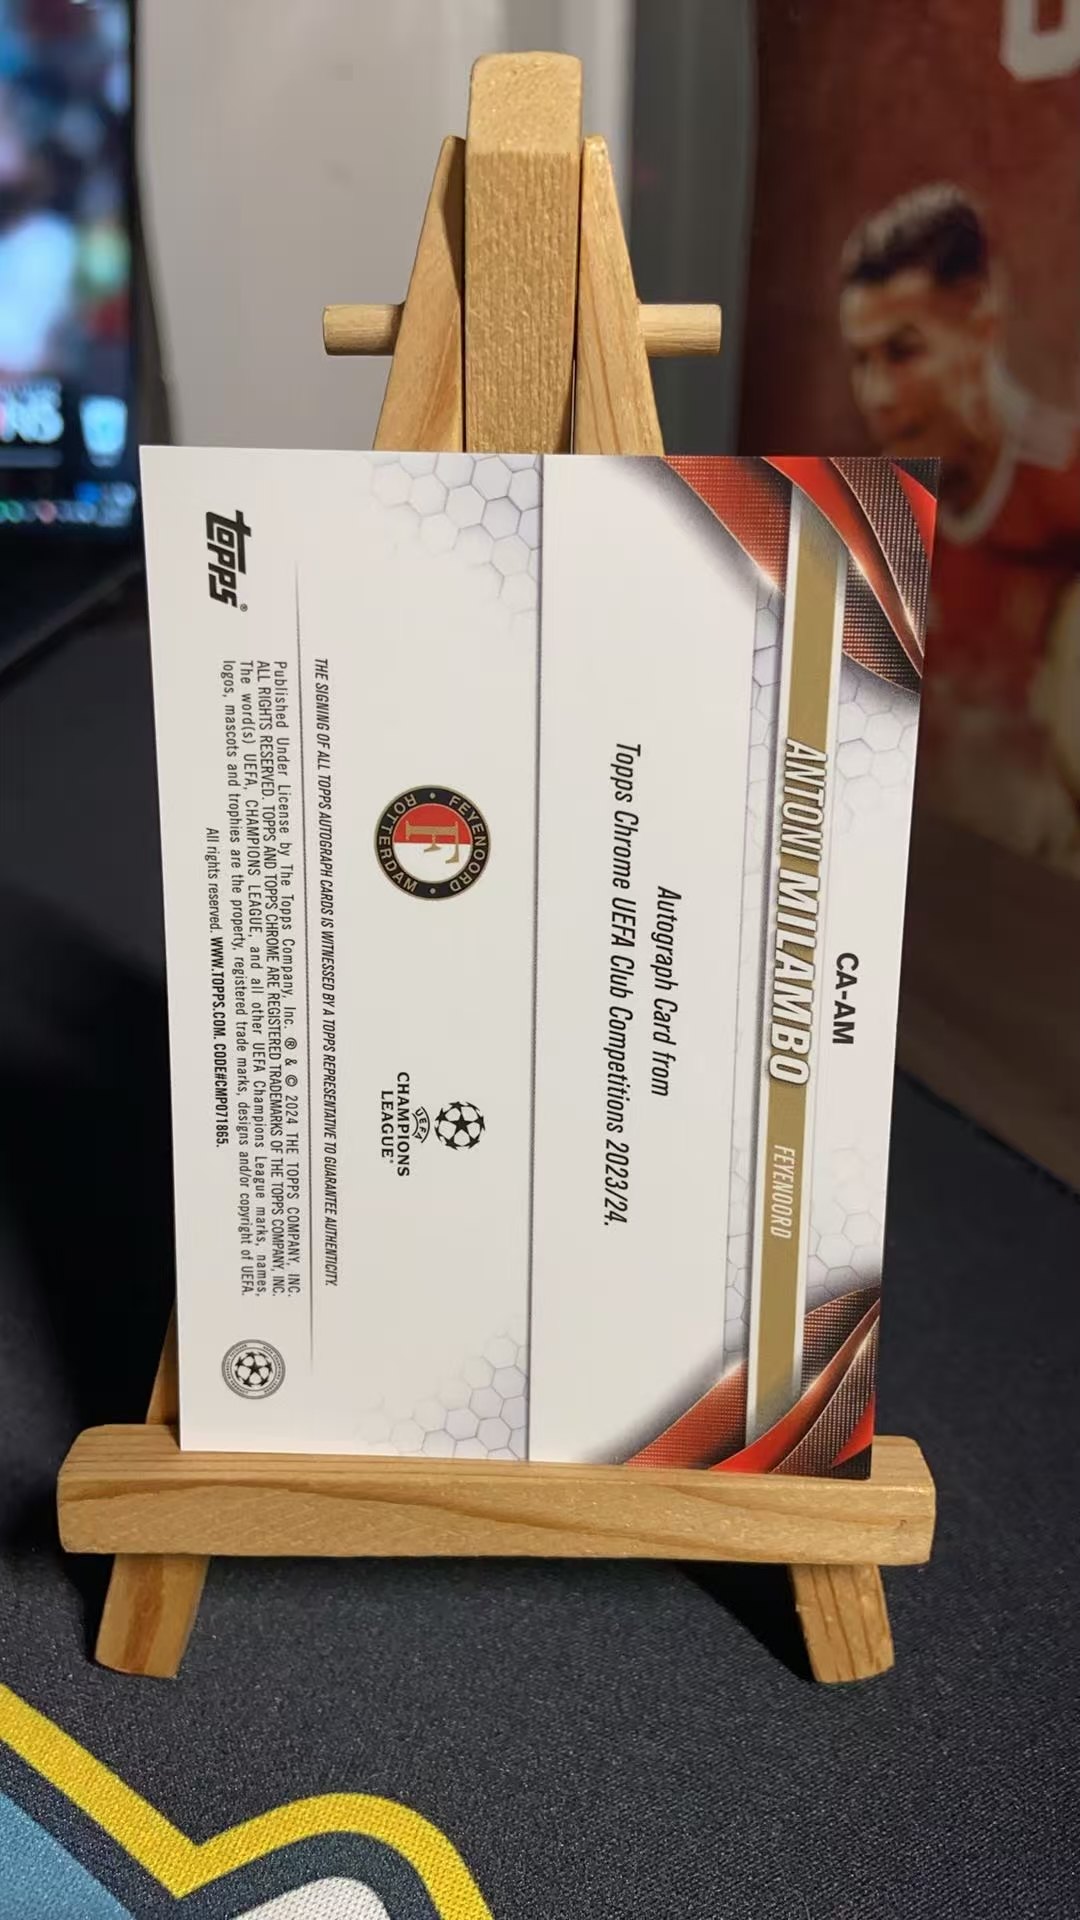 CA-AM
ANTONI MILAMBO FEYENOORD
Autograph Card from
Topps Chrome UEFA Club Competitions 2023/24.
FEYENOORD
F
ROTTERDAM
UEFA
CHAMPIONS
LEAGUE®
THE SIGNING OF ALL TOPPS AUTOGRAPH CARDS IS WITNESSED BY A TOPPS REPRESENTATIVE TO GUARANTEE AUTHENTICITY.
topps®
Published Under License by The Topps Company, Inc. ® & © 2024 THE TOPPS COMPANY, INC.
ALL RIGHTS RESERVED. TOPPS AND TOPPS CHROME ARE REGISTERED TRADEMARKS OF THE TOPPS COMPANY, INC.
The word(s) UEFA, CHAMPIONS LEAGUE, and all other UEFA Champions League marks, names,
logos, mascots and trophies are the property, registered trade marks, designs and/or copyright of UEFA.
All rights reserved. WWW.TOPPS.COM. CODE#CMP071865.